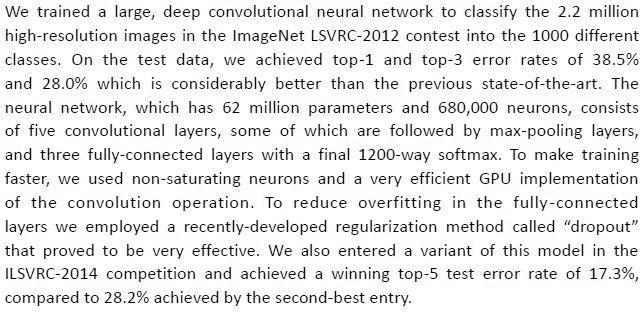 We trained a large, deep convolutional neural network to classify the 2.2 million
high-resolution images in the ImageNet LSVRC-2012 contest into the 1000 different
classes. On the test data, we achieved top-1 and top-3 error rates of 38.5%
and 28.0% which is considerably better than the previous state-of-the-art. The
neural network, which has 62 million parameters and 680,000 neurons, consists
of five convolutional layers, some of which are followed by max-pooling layers,
and three fully-connected layers with a final 1200-way softmax. To make training
faster, we used non-saturating neurons and a very efficient GPU implementation
of the convolution operation. To reduce overfitting in the fully-connected
layers we employed a recently-developed regularization method called “dropout”
that proved to be very effective. We also entered a variant of this model in the
ILSVRC-2014 competition and achieved a winning top-5 test error rate of 17.3%,
compared to 28.2% achieved by the second-best entry.